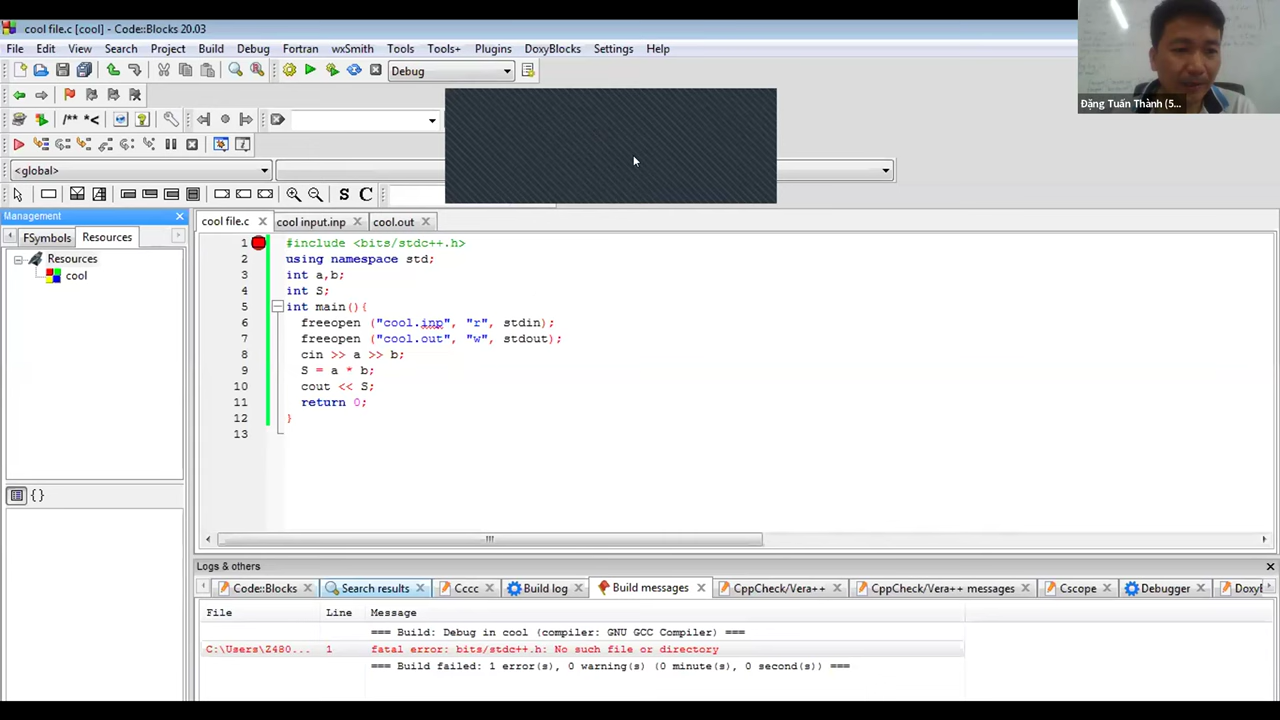 cool file.c [cool] - Code::Blocks 20.03
File Edit View Search Project Build Debug Fortran wxSmith Tools Tools+ Plugins DoxyBlocks Settings Help
Debug
/** *<
<global>
S C
Management
FSymbols Resources
Resources
cool
{}
cool file.c cool input.inp cool.out
1 #include <bits/stdc++.h>
2 using namespace std;
3 int a,b;
4 int S;
5 int main(){
6 freeopen ("cool.inp", "r", stdin);
7 freeopen ("cool.out", "w", stdout);
8 cin >> a >> b;
9 S = a * b;
10 cout << S;
11 return 0;
12 }
13
Logs & others
Code::Blocks Search results Cccc Build log Build messages CppCheck/Vera++ CppCheck/Vera++ messages Cscope Debugger DoxyBl
File Line Message
=== Build: Debug in cool (compiler: GNU GCC Compiler) ===
C:\Users\Z480... 1 fatal error: bits/stdc++.h: No such file or directory
=== Build failed: 1 error(s), 0 warning(s) (0 minute(s), 0 second(s)) ===
Đặng Tuấn Thành (5...